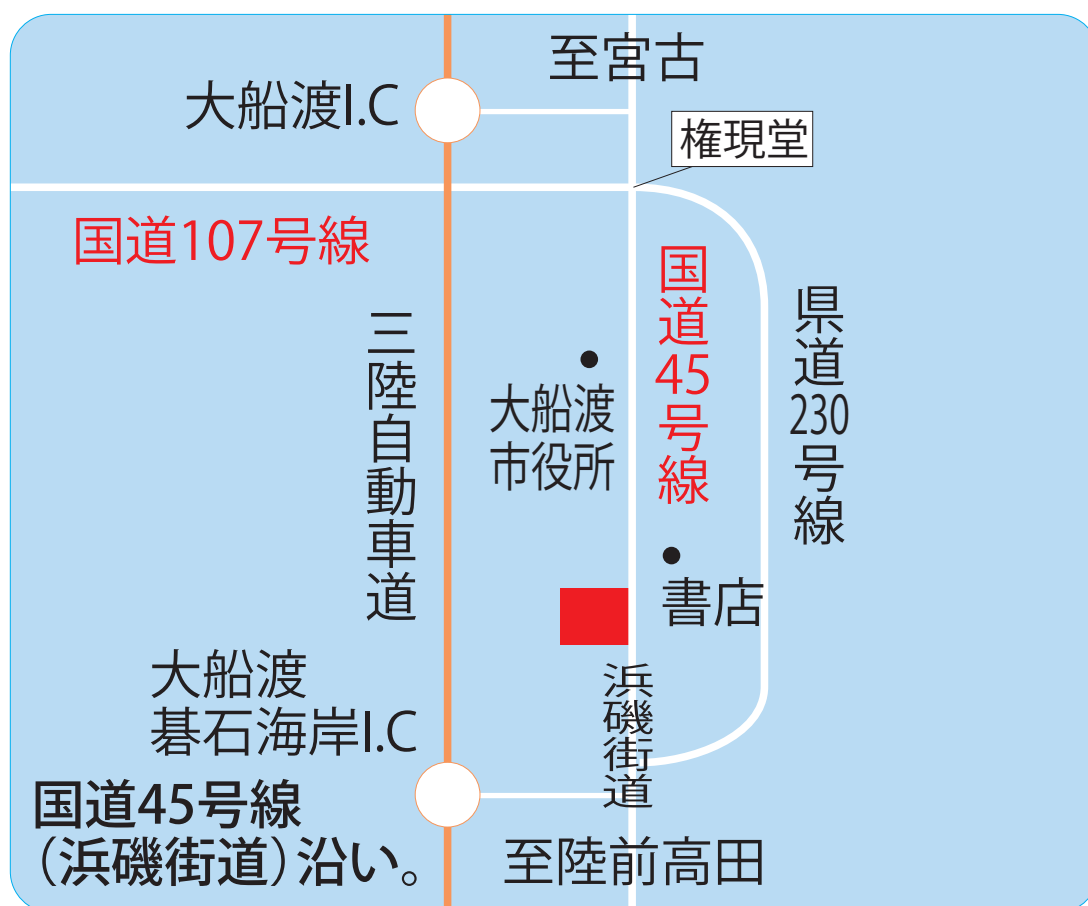 至宮古
大船渡I.C
権現堂
国道107号線
国道45号線
県道230号線
三陸自動車道
大船渡
市役所
書店
浜磯街道
大船渡
碁石海岸I.C
国道45号線
（浜磯街道）沿い。
至陸前高田